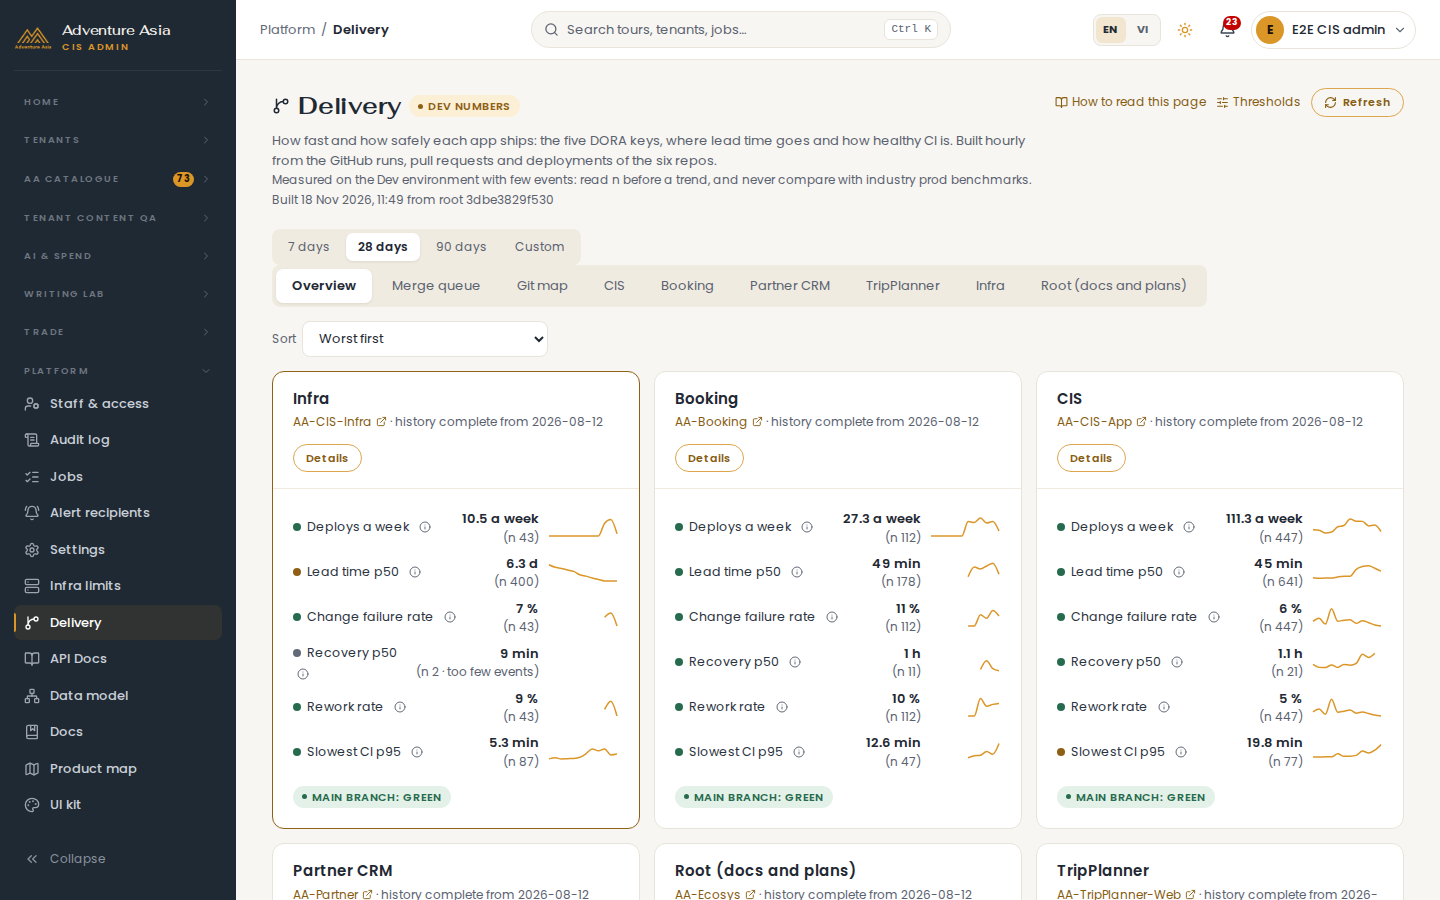 Adventure Asia
CIS ADMIN
Adventure Asia
HOME
TENANTS
AA CATALOGUE 73
TENANT CONTENT QA
AI & SPEND
WRITING LAB
TRADE
PLATFORM
Staff & access
Audit log
Jobs
Alert recipients
Settings
Infra limits
Delivery
API Docs
Data model
Docs
Product map
UI kit
Collapse
Platform / Delivery
Search tours, tenants, jobs... Ctrl K
EN VI
23
E E2E CIS admin
Delivery DEV NUMBERS
How to read this page Thresholds Refresh
How fast and how safely each app ships: the five DORA keys, where lead time goes and how healthy CI is. Built hourly
from the GitHub runs, pull requests and deployments of the six repos.
Measured on the Dev environment with few events: read n before a trend, and never compare with industry prod benchmarks.
Built 18 Nov 2026, 11:49 from root 3dbe3829f530
7 days 28 days 90 days Custom
Overview Merge queue Git map CIS Booking Partner CRM TripPlanner Infra Root (docs and plans)
Sort Worst first
Infra
AA-CIS-Infra · history complete from 2026-08-12
Details
Deploys a week 10.5 a week
(n 43)
Lead time p50 6.3 d
(n 400)
Change failure rate 7 %
(n 43)
Recovery p50 9 min
(n 2 · too few events)
Rework rate 9 %
(n 43)
Slowest CI p95 5.3 min
(n 87)
MAIN BRANCH: GREEN
Booking
AA-Booking · history complete from 2026-08-12
Details
Deploys a week 27.3 a week
(n 112)
Lead time p50 49 min
(n 178)
Change failure rate 11 %
(n 112)
Recovery p50 1 h
(n 11)
Rework rate 10 %
(n 112)
Slowest CI p95 12.6 min
(n 47)
MAIN BRANCH: GREEN
CIS
AA-CIS-App · history complete from 2026-08-12
Details
Deploys a week 111.3 a week
(n 447)
Lead time p50 45 min
(n 641)
Change failure rate 6 %
(n 447)
Recovery p50 1.1 h
(n 21)
Rework rate 5 %
(n 447)
Slowest CI p95 19.8 min
(n 77)
MAIN BRANCH: GREEN
Partner CRM
AA-Partner · history complete from 2026-08-12
Root (docs and plans)
AA-Ecosys · history complete from 2026-08-12
TripPlanner
AA-TripPlanner-Web · history complete from 2026-